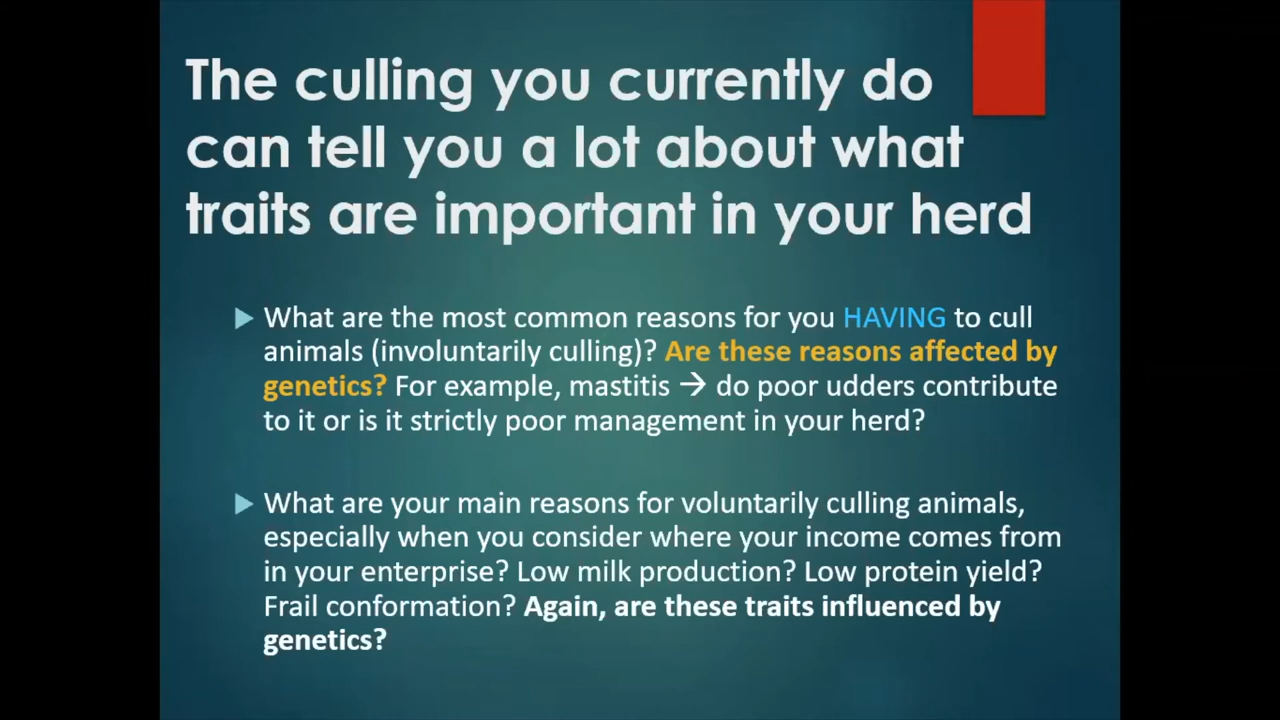 The culling you currently do
can tell you a lot about what
traits are important in your herd
What are the most common reasons for you HAVING to cull
animals (involuntarily culling)? Are these reasons affected by
genetics? For example, mastitis → do poor udders contribute
to it or is it strictly poor management in your herd?
What are your main reasons for voluntarily culling animals,
especially when you consider where your income comes from
in your enterprise? Low milk production? Low protein yield?
Frail conformation? Again, are these traits influenced by
genetics?